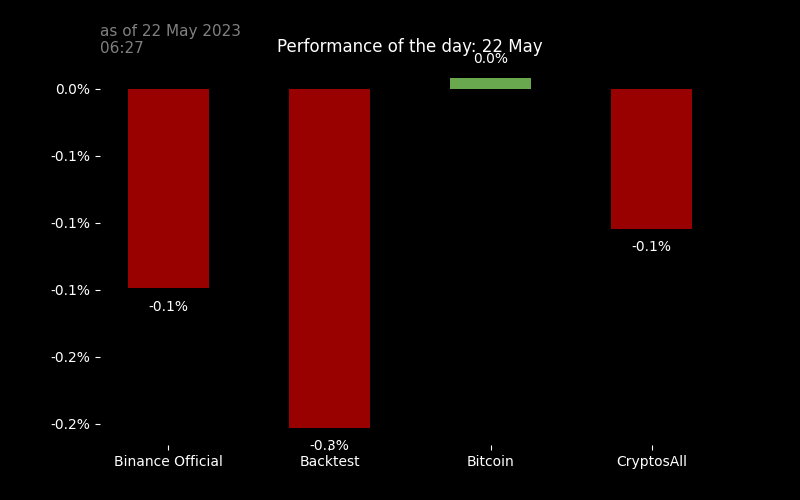 as of 22 May 2023
06:27
Performance of the day: 22 May
0.0%
0.0%
-0.1%
-0.1%
-0.1%
-0.2%
-0.2%
-0.1%
-0.3%
-0.1%
Binance Official
Backtest
Bitcoin
CryptosAll